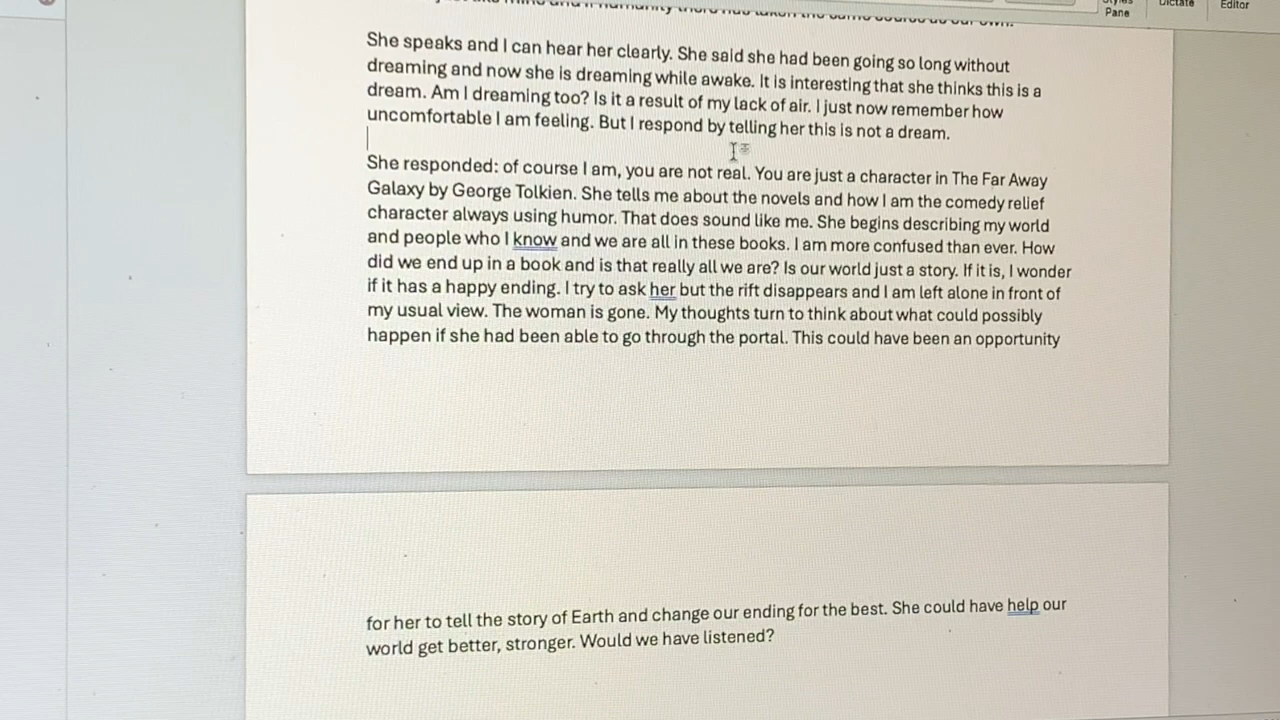 Pane
Dictate
Editor
She speaks and I can hear her clearly. She said she had been going so long without
dreaming and now she is dreaming while awake. It is interesting that she thinks this is a
dream. Am I dreaming too? Is it a result of my lack of air. I just now remember how
uncomfortable I am feeling. But I respond by telling her this is not a dream.
She responded: of course I am, you are not real. You are just a character in The Far Away
Galaxy by George Tolkien. She tells me about the novels and how I am the comedy relief
character always using humor. That does sound like me. She begins describing my world
and people who I know and we are all in these books. I am more confused than ever. How
did we end up in a book and is that really all we are? Is our world just a story. If it is, I wonder
if it has a happy ending. I try to ask her but the rift disappears and I am left alone in front of
my usual view. The woman is gone. My thoughts turn to think about what could possibly
happen if she had been able to go through the portal. This could have been an opportunity
for her to tell the story of Earth and change our ending for the best. She could have help our
world get better, stronger. Would we have listened?